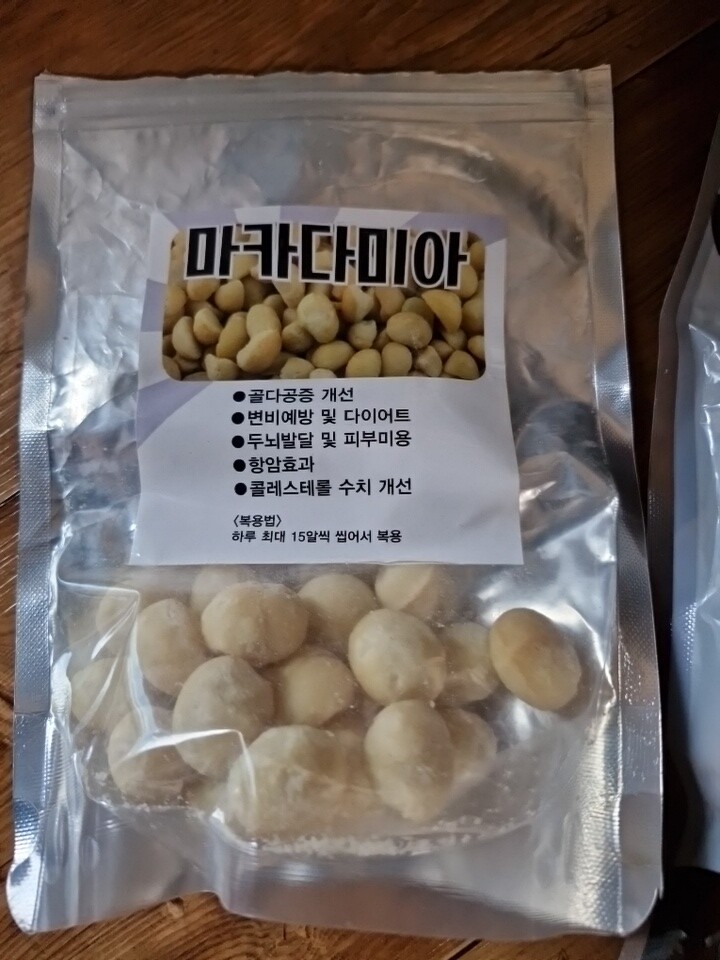 마카다미아
●골다공증 개선
●변비예방 및 다이어트
●두뇌발달 및 피부미용
●항암효과
●콜레스테롤 수치 개선
〈복용법〉
하루 최대 15알씩 씹어서 복용